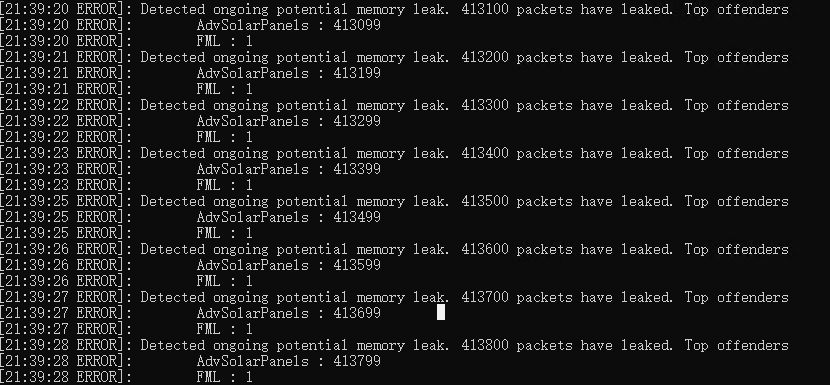 [21:39:20 ERROR]: Detected ongoing potential memory leak. 413100 packets have leaked. Top offenders
[21:39:20 ERROR]: AdvSolarPanels : 413099
[21:39:20 ERROR]: FML : 1
[21:39:21 ERROR]: Detected ongoing potential memory leak. 413200 packets have leaked. Top offenders
[21:39:21 ERROR]: AdvSolarPanels : 413199
[21:39:21 ERROR]: FML : 1
[21:39:22 ERROR]: Detected ongoing potential memory leak. 413300 packets have leaked. Top offenders
[21:39:22 ERROR]: AdvSolarPanels : 413299
[21:39:22 ERROR]: FML : 1
[21:39:23 ERROR]: Detected ongoing potential memory leak. 413400 packets have leaked. Top offenders
[21:39:23 ERROR]: AdvSolarPanels : 413399
[21:39:23 ERROR]: FML : 1
[21:39:25 ERROR]: Detected ongoing potential memory leak. 413500 packets have leaked. Top offenders
[21:39:25 ERROR]: AdvSolarPanels : 413499
[21:39:25 ERROR]: FML : 1
[21:39:26 ERROR]: Detected ongoing potential memory leak. 413600 packets have leaked. Top offenders
[21:39:26 ERROR]: AdvSolarPanels : 413599
[21:39:26 ERROR]: FML : 1
[21:39:27 ERROR]: Detected ongoing potential memory leak. 413700 packets have leaked. Top offenders
[21:39:27 ERROR]: AdvSolarPanels : 413699
[21:39:27 ERROR]: FML : 1
[21:39:28 ERROR]: Detected ongoing potential memory leak. 413800 packets have leaked. Top offenders
[21:39:28 ERROR]: AdvSolarPanels : 413799
[21:39:28 ERROR]: FML : 1